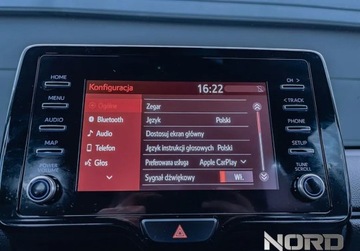 NORD
HOME
MENU
AUDIO
MAP
POWER
VOLUME
Konfiguracja
16:22
Ogólne
Bluetooth
Audio
Telefon
Głos
Zegar
Język Polski
Dostosuj ekran główny
Język instrukcji głosowych Polski
Preferowana usługa Apple CarPlay
Sygnał dźwiękowy Wł.
CH
TRACK
PHONE
SETUP
TUNE
SCROLL
NORD